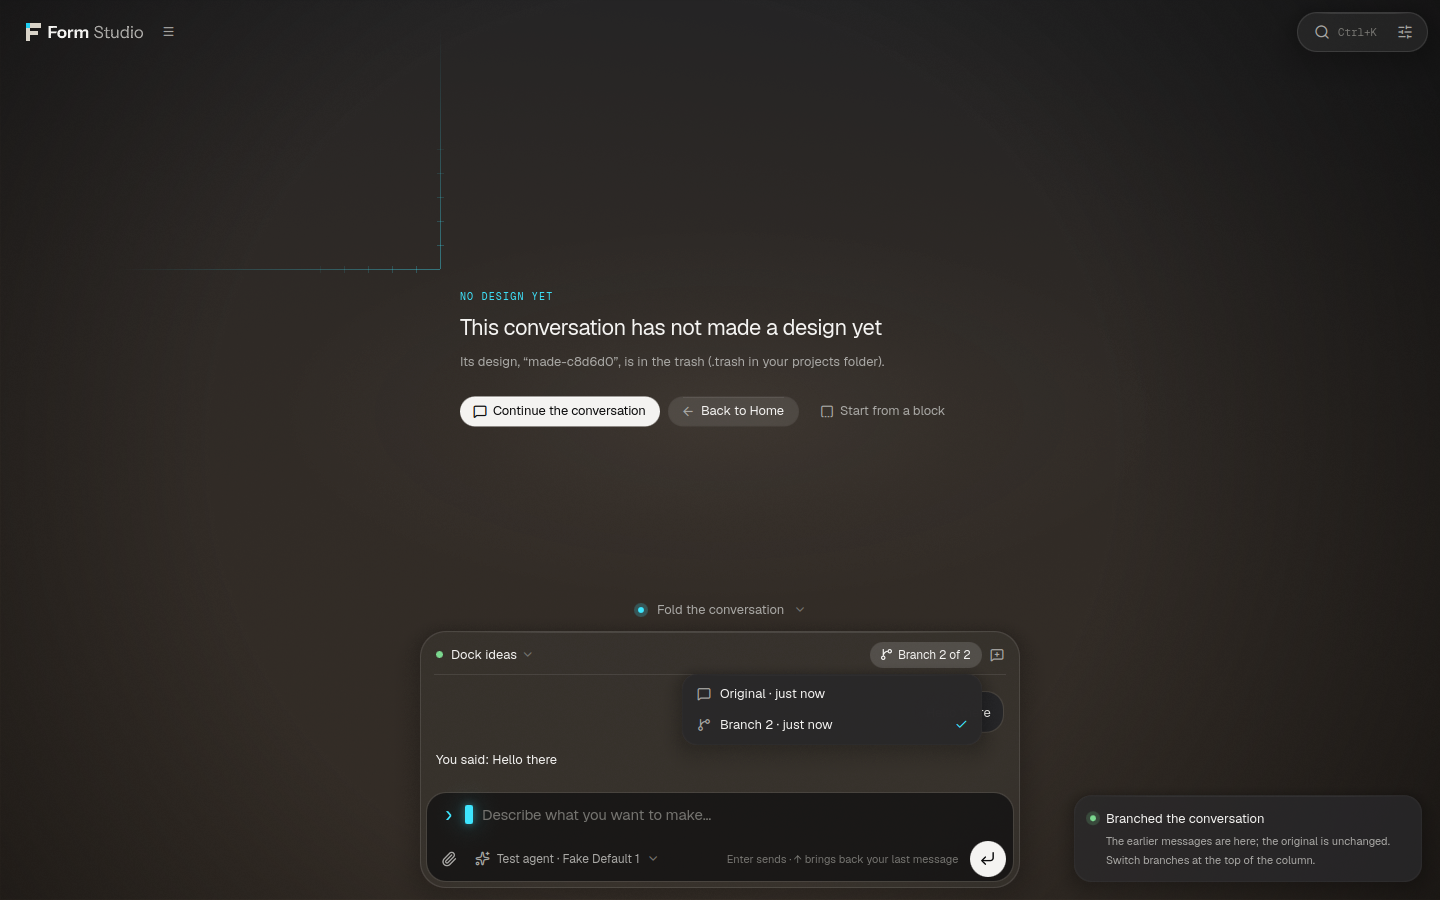 Form Studio
Ctrl+K
NO DESIGN YET
This conversation has not made a design yet
Its design, “made-c8d6d0”, is in the trash (.trash in your projects folder).
Continue the conversation
Back to Home
Start from a block
Fold the conversation
Dock ideas
Branch 2 of 2
Original · just now
Branch 2 · just now
You said: Hello there
Describe what you want to make...
Test agent · Fake Default 1
Enter sends · ↑ brings back your last message
Branched the conversation
The earlier messages are here; the original is unchanged.
Switch branches at the top of the column.